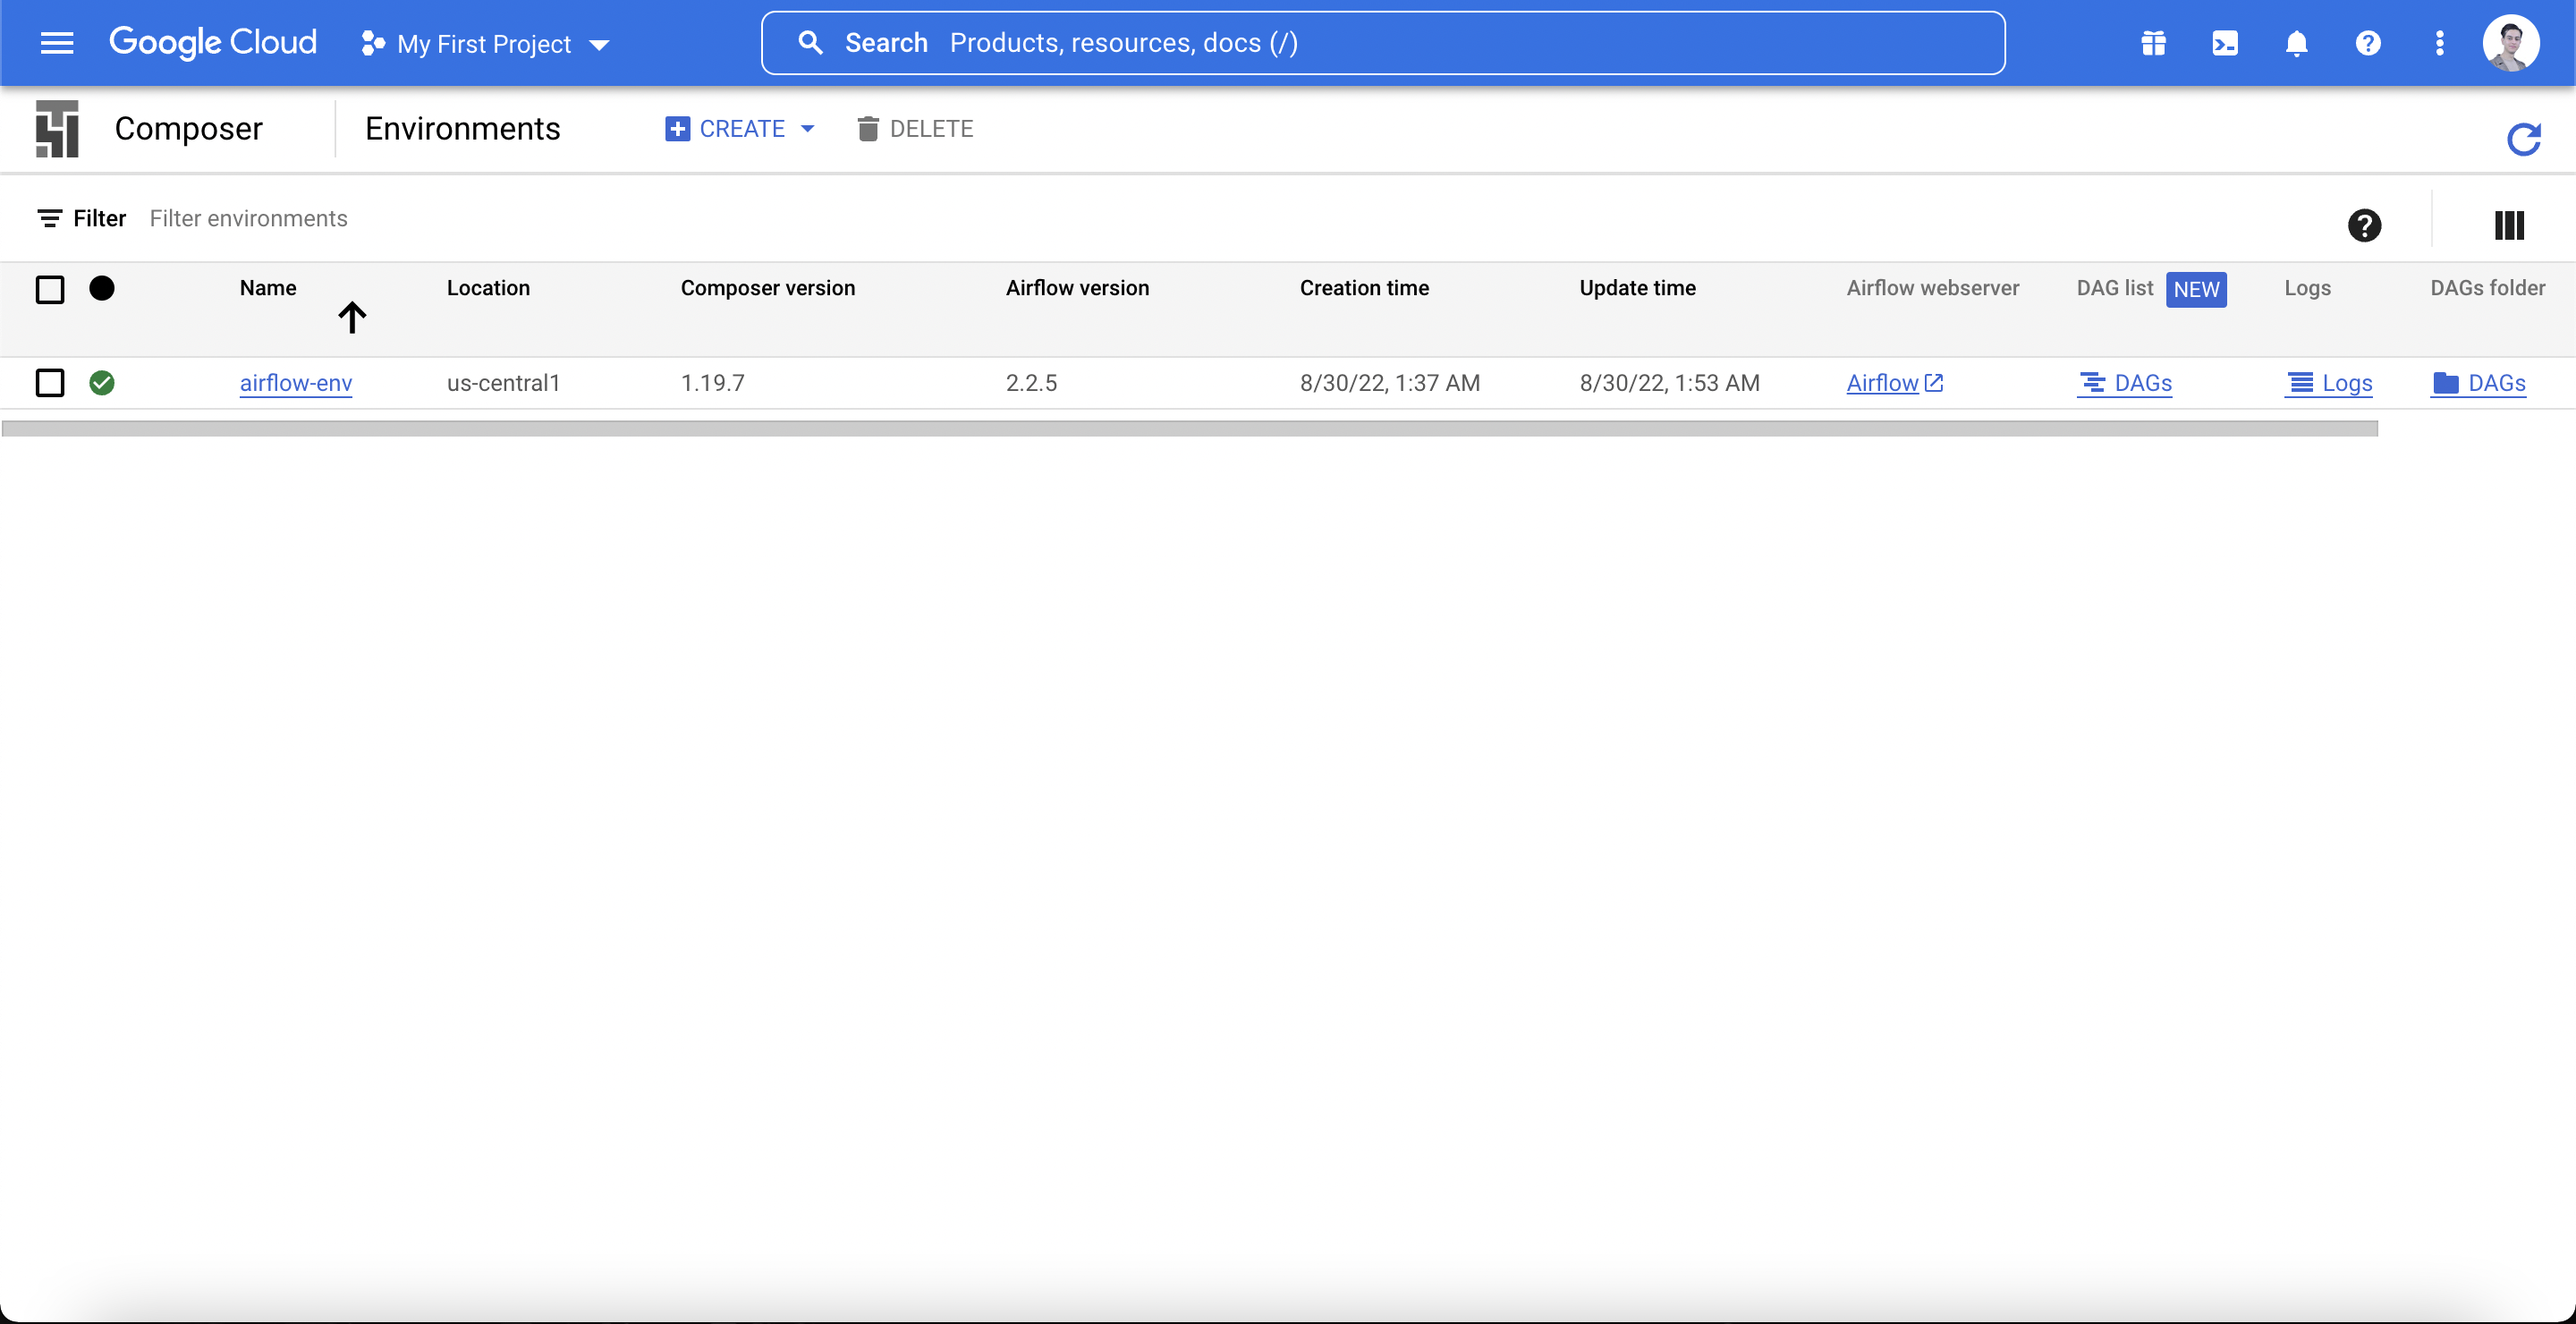 Google Cloud My First Project Search Products, resources, docs (/)
Composer Environments CREATE DELETE
Filter Filter environments
Name Location Composer version Airflow version Creation time Update time Airflow webserver DAG list NEW Logs DAGs folder
airflow-env us-central1 1.19.7 2.2.5 8/30/22, 1:37 AM 8/30/22, 1:53 AM Airflow DAGs Logs DAGs